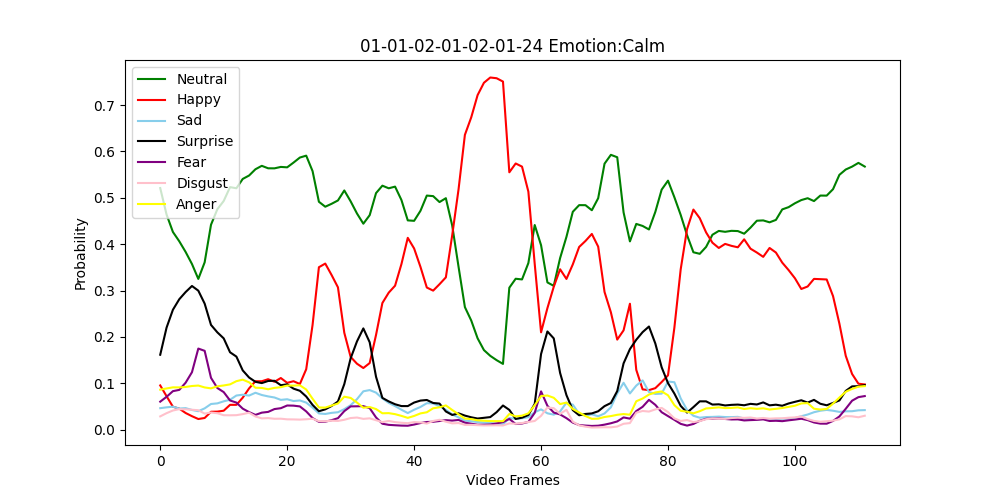 01-01-02-01-02-01-24 Emotion:Calm
Neutral
Happy
Sad
Surprise
Fear
Disgust
Anger
Probability
0.7
0.6
0.5
0.4
0.3
0.2
0.1
0.0
0 20 40 60 80 100
Video Frames